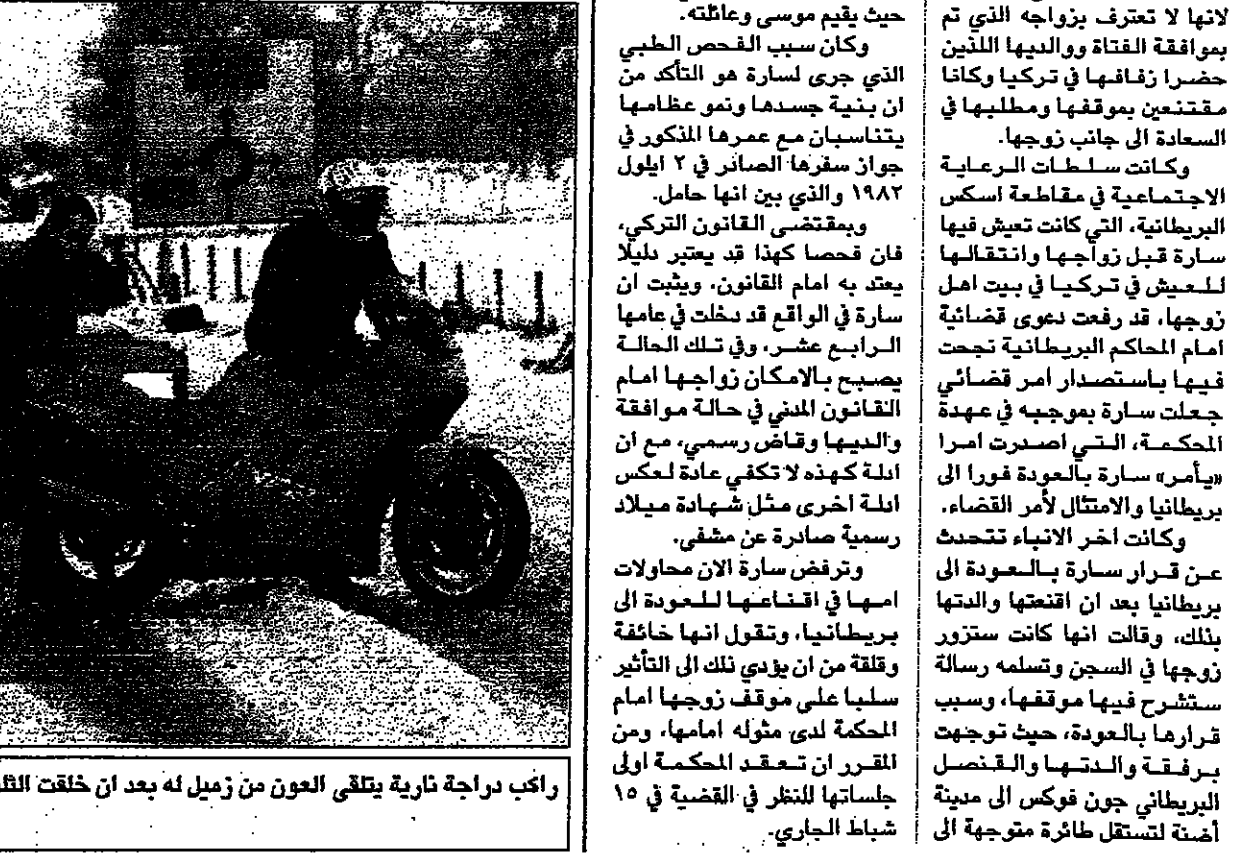 لانها لا تعترف بزواجه الذي تم
بموافقة الفتاة ووالديها اللذين
حضرا زفافها في تركيا وكانا
مقتنعين بموقفها ومطلبها في
السعادة الى جانب زوجها.
وكانت سلطات الرعاية
الاجتماعية في مقاطعة اسكس
البريطانية، التي كانت تعيش فيها
سارة قبل زواجها وانتقالها
للعيش في تركيا في بيت اهل
زوجها، قد رفعت دعوى قضائية
امام المحاكم البريطانية نجحت
فيها باستصدار امر قضائي
جعلت سارة بموجبه في عهدة
المحكمة، التي اصدرت امرا
«يأمر» سارة بالعودة فورا الى
بريطانيا والامتثال لأمر القضاء.
وكانت اخر الانباء تتحدث
عن قرار سارة بالعودة الى
بريطانيا بعد ان اقنعتها والدتها
بذلك، وقالت انها كانت ستزور
زوجها في السجن وتسلمه رسالة
ستشرح فيها موقفها، وسبب
قرارها بالعودة، حيث توجهت
برفقة والدتها والقنصل
البريطاني جون فوكس الى مدينة
أضنة لتستقل طائرة متوجهة الى
حيث يقيم موسى وعائلته.
وكان سبب الفحص الطبي
الذي جرى لسارة هو التأكد من
ان بنية جسدها ونمو عظامها
يتناسبان مع عمرها المذكور في
جواز سفرها الصادر في ٢ ايلول
١٩٨٢ والذي بين انها حامل.
وبمقتضى القانون التركي،
فان فحصا كهذا قد يعتبر دليلا
يعتد به امام القانون، ويثبت ان
سارة في الواقع قد دخلت في عامها
الرابع عشر، وفي تلك الحالة
يصبح بالامكان زواجها امام
القانون المدني في حالة موافقة
والديها وقاض رسمي، مع ان
ادلة كهذه لا تكفي عادة لعكس
ادلة اخرى مثل شهادة ميلاد
رسمية صادرة عن مشفى.
وترفض سارة الان محاولات
امها في اقناعها للعودة الى
بريطانيا، وتقول انها خائفة
وقلقة من ان يؤدي ذلك الى التأثير
سلبا على موقف زوجها امام
المحكمة لدى مثوله امامها، ومن
المقرر ان تعقد المحكمة اولى
جلساتها للنظر في القضية في ١٥
شباط الجاري.
راكب دراجة نارية يتلقى العون من زميل له بعد ان خلقت